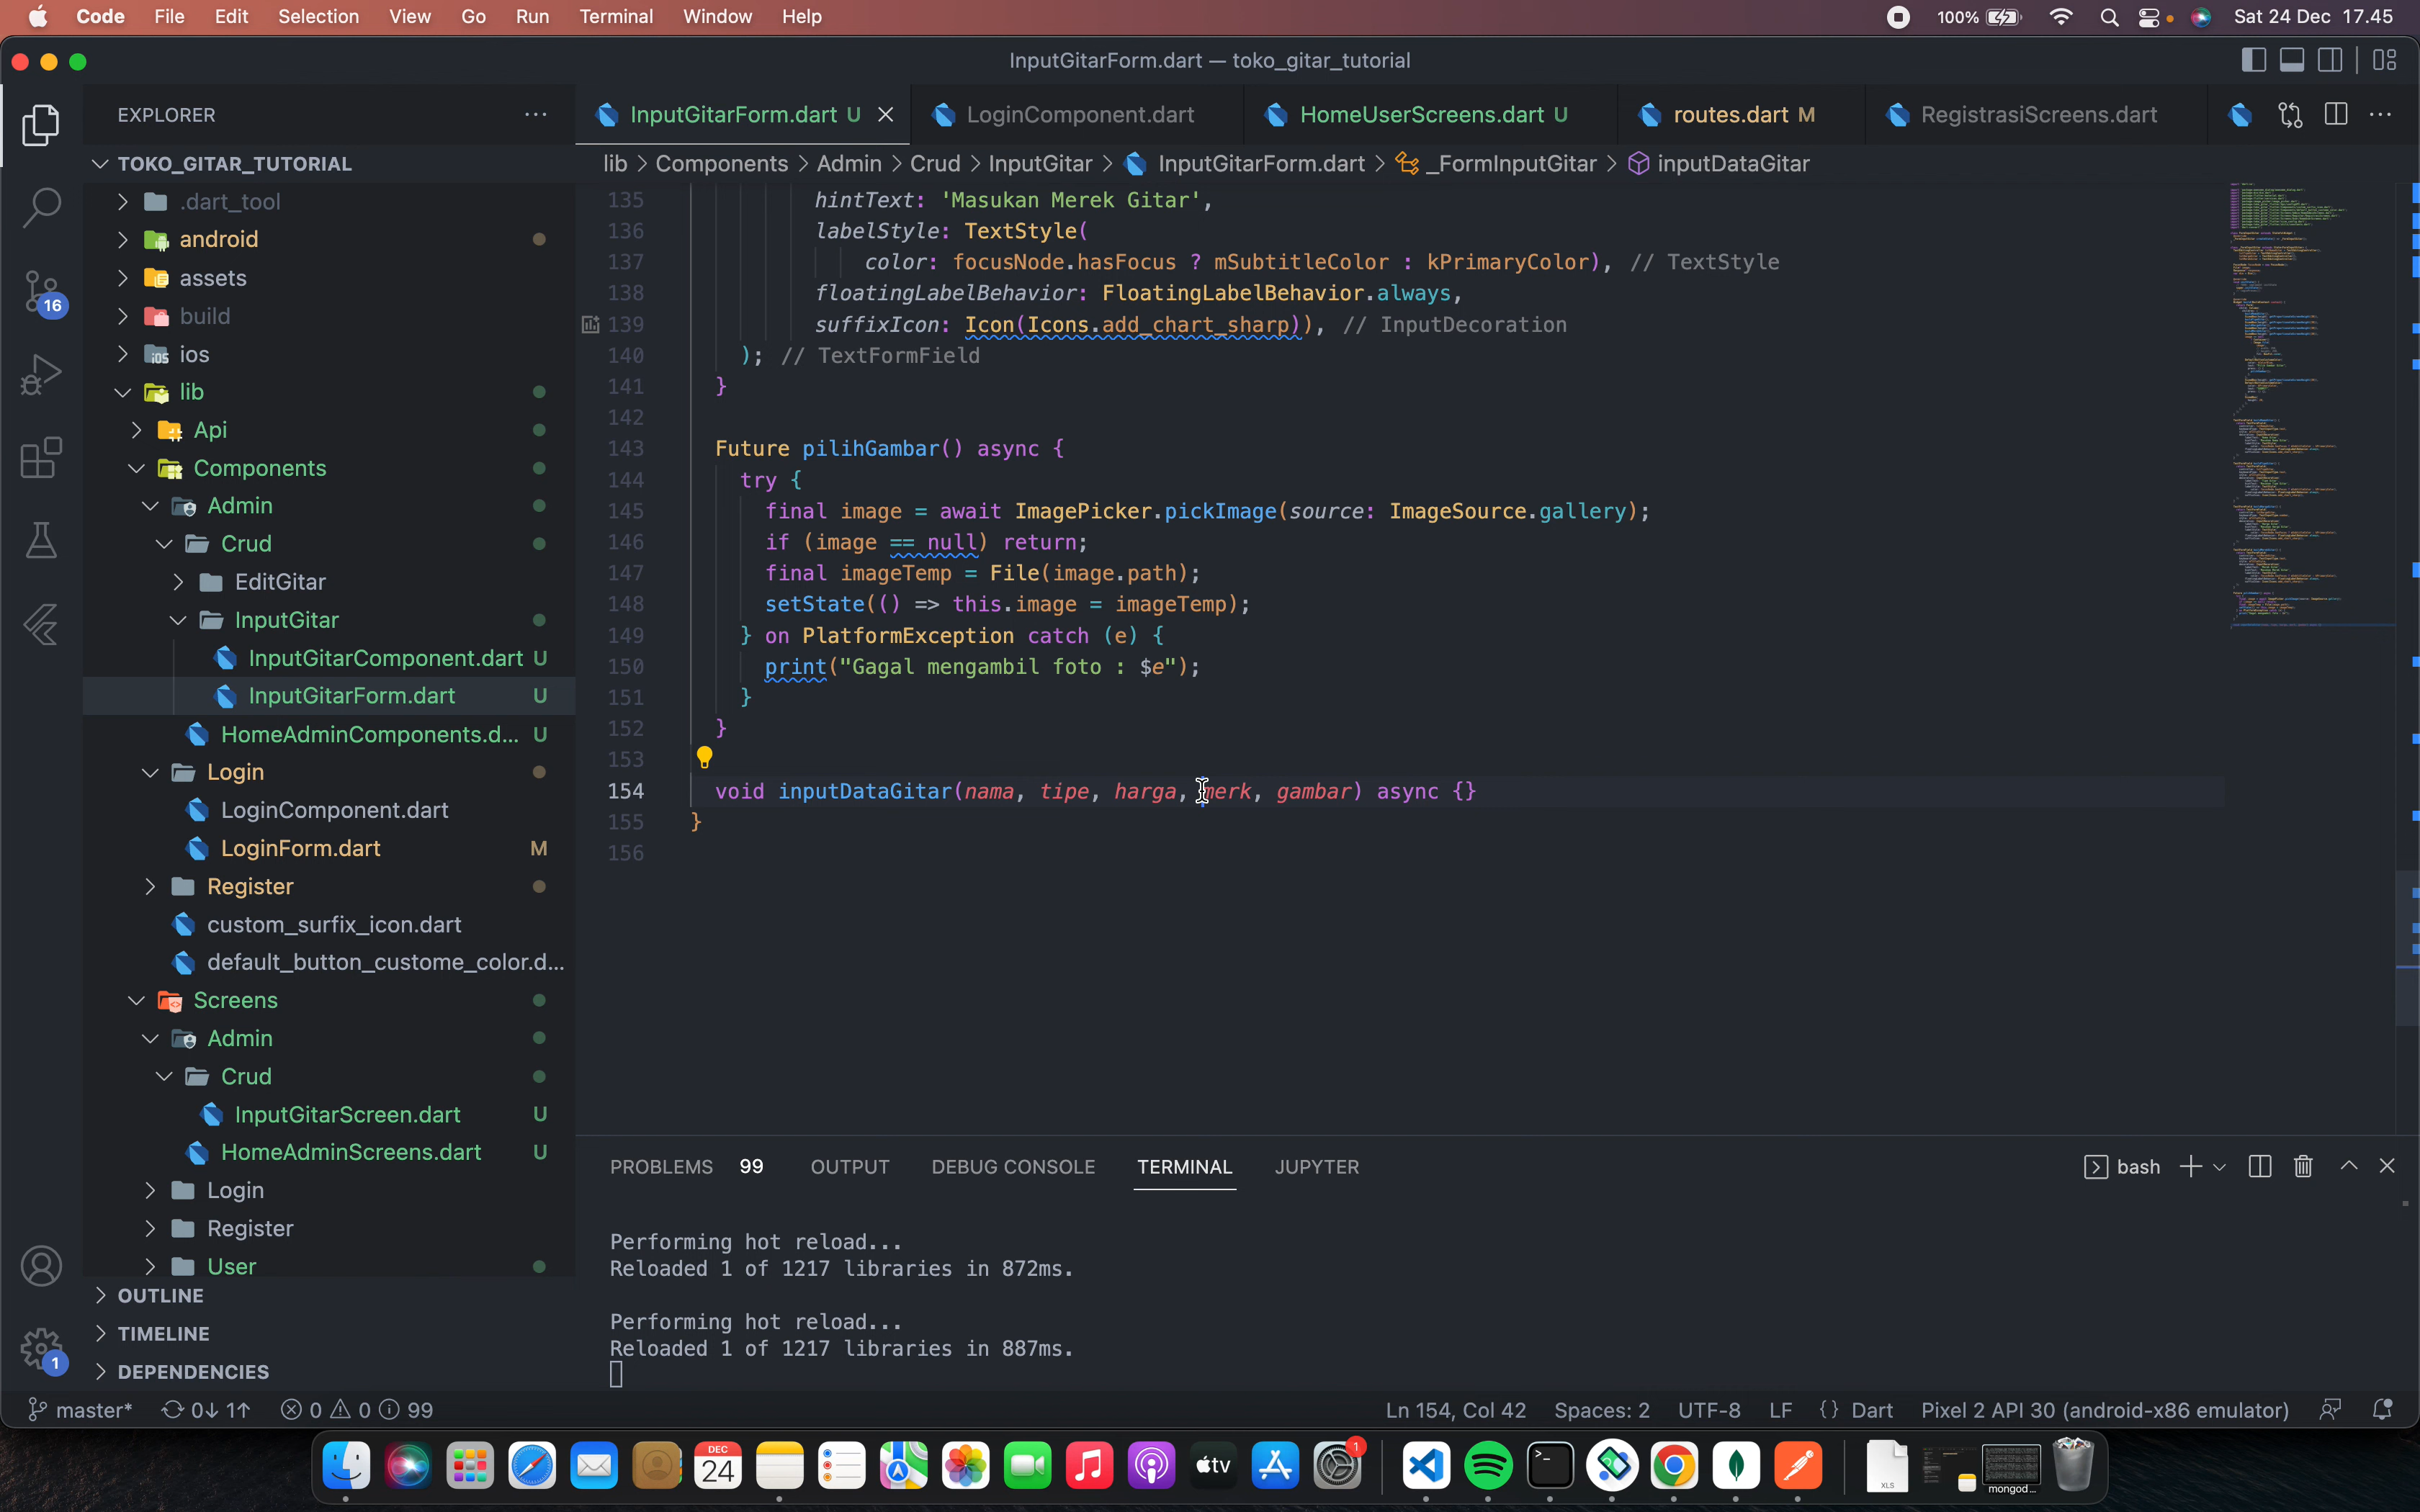 Code File Edit Selection View Go Run Terminal Window Help 100% Sat 24 Dec 17.45
InputGitarForm.dart — toko_gitar_tutorial
EXPLORER
InputGitarForm.dart U LoginComponent.dart HomeUserScreens.dart U routes.dart M RegistrasiScreens.dart
lib > Components > Admin > Crud > InputGitar > InputGitarForm.dart > _FormInputGitar > inputDataGitar
TOKO_GITAR_TUTORIAL
.dart_tool
android
assets
build
ios
lib
Api
Components
Admin
Crud
EditGitar
InputGitar
InputGitarComponent.dart U
InputGitarForm.dart U
HomeAdminComponents.d... U
Login
LoginComponent.dart
LoginForm.dart M
Register
custom_surfix_icon.dart
default_button_custome_color.d...
Screens
Admin
Crud
InputGitarScreen.dart U
HomeAdminScreens.dart U
Login
Register
User
OUTLINE
TIMELINE
DEPENDENCIES
16
1
135 hintText: 'Masukan Merek Gitar',
136 labelStyle: TextStyle(
137 color: focusNode.hasFocus ? mSubtitleColor : kPrimaryColor), // TextStyle
138 floatingLabelBehavior: FloatingLabelBehavior.always,
139 suffixIcon: Icon(Icons.add_chart_sharp)), // InputDecoration
140 ); // TextFormField
141 }
142
143 Future pilihGambar() async {
144 try {
145 final image = await ImagePicker.pickImage(source: ImageSource.gallery);
146 if (image == null) return;
147 final imageTemp = File(image.path);
148 setState(() => this.image = imageTemp);
149 } on PlatformException catch (e) {
150 print("Gagal mengambil foto : $e");
151 }
152 }
153
154 void inputDataGitar(nama, tipe, harga, merk, gambar) async {}
155 }
156
PROBLEMS 99 OUTPUT DEBUG CONSOLE TERMINAL JUPYTER bash
Performing hot reload...
Reloaded 1 of 1217 libraries in 872ms.
Performing hot reload...
Reloaded 1 of 1217 libraries in 887ms.
master* 0↓ 1↑ 0 0 99 Ln 154, Col 42 Spaces: 2 UTF-8 LF {} Dart Pixel 2 API 30 (android-x86 emulator)
DEC
24
tv
1
XLS
mongod...